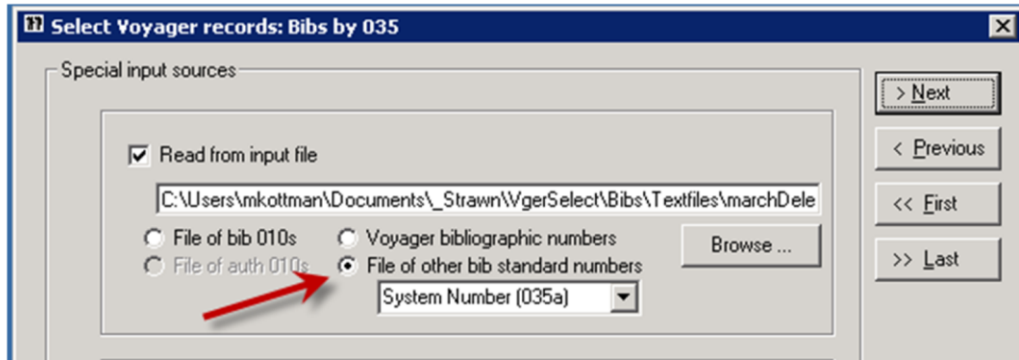 Select Voyager records: Bibs by 035
Special input sources
> Next
Read from input file
< Previous
C:\Users\mkottman\Documents\_Strawn\VgerSelect\Bibs\Textfiles\marchDele
<< First
File of bib 010s
Voyager bibliographic numbers
Browse ...
File of auth 010s
File of other bib standard numbers
>> Last
System Number (035a)